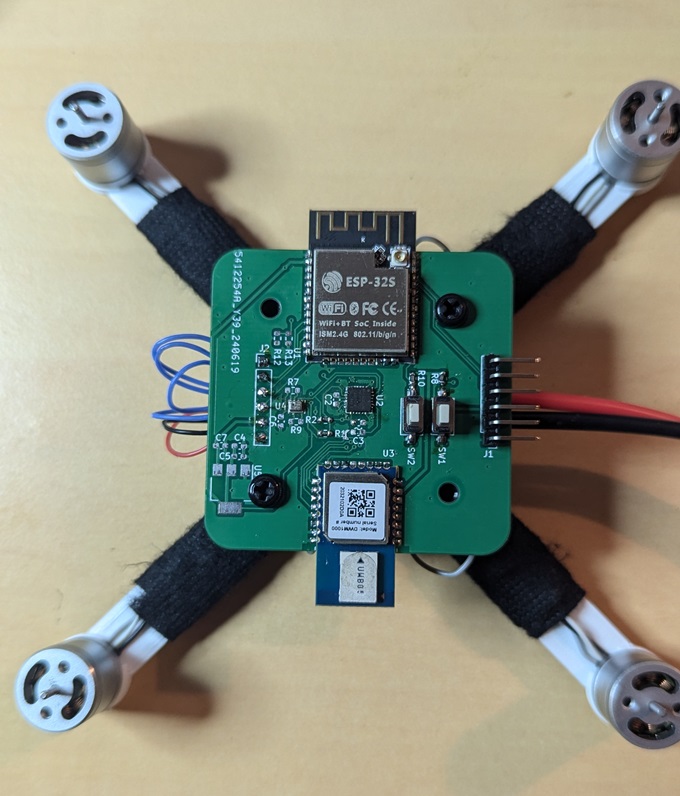 ESP-32S
WiFi FC CE
WiFi+BT SoC Inside
ISM2.4G 802.11/b/g/n
5412254A_Y39_240619
U1
R13
R12
J2
R7
U4
R9
C6
C2
U2
R2
R1
C3
R10
R8
SW2
SW1
J1
C7
C4
C5
U5
U3
Model: DWM1000
Serial number #